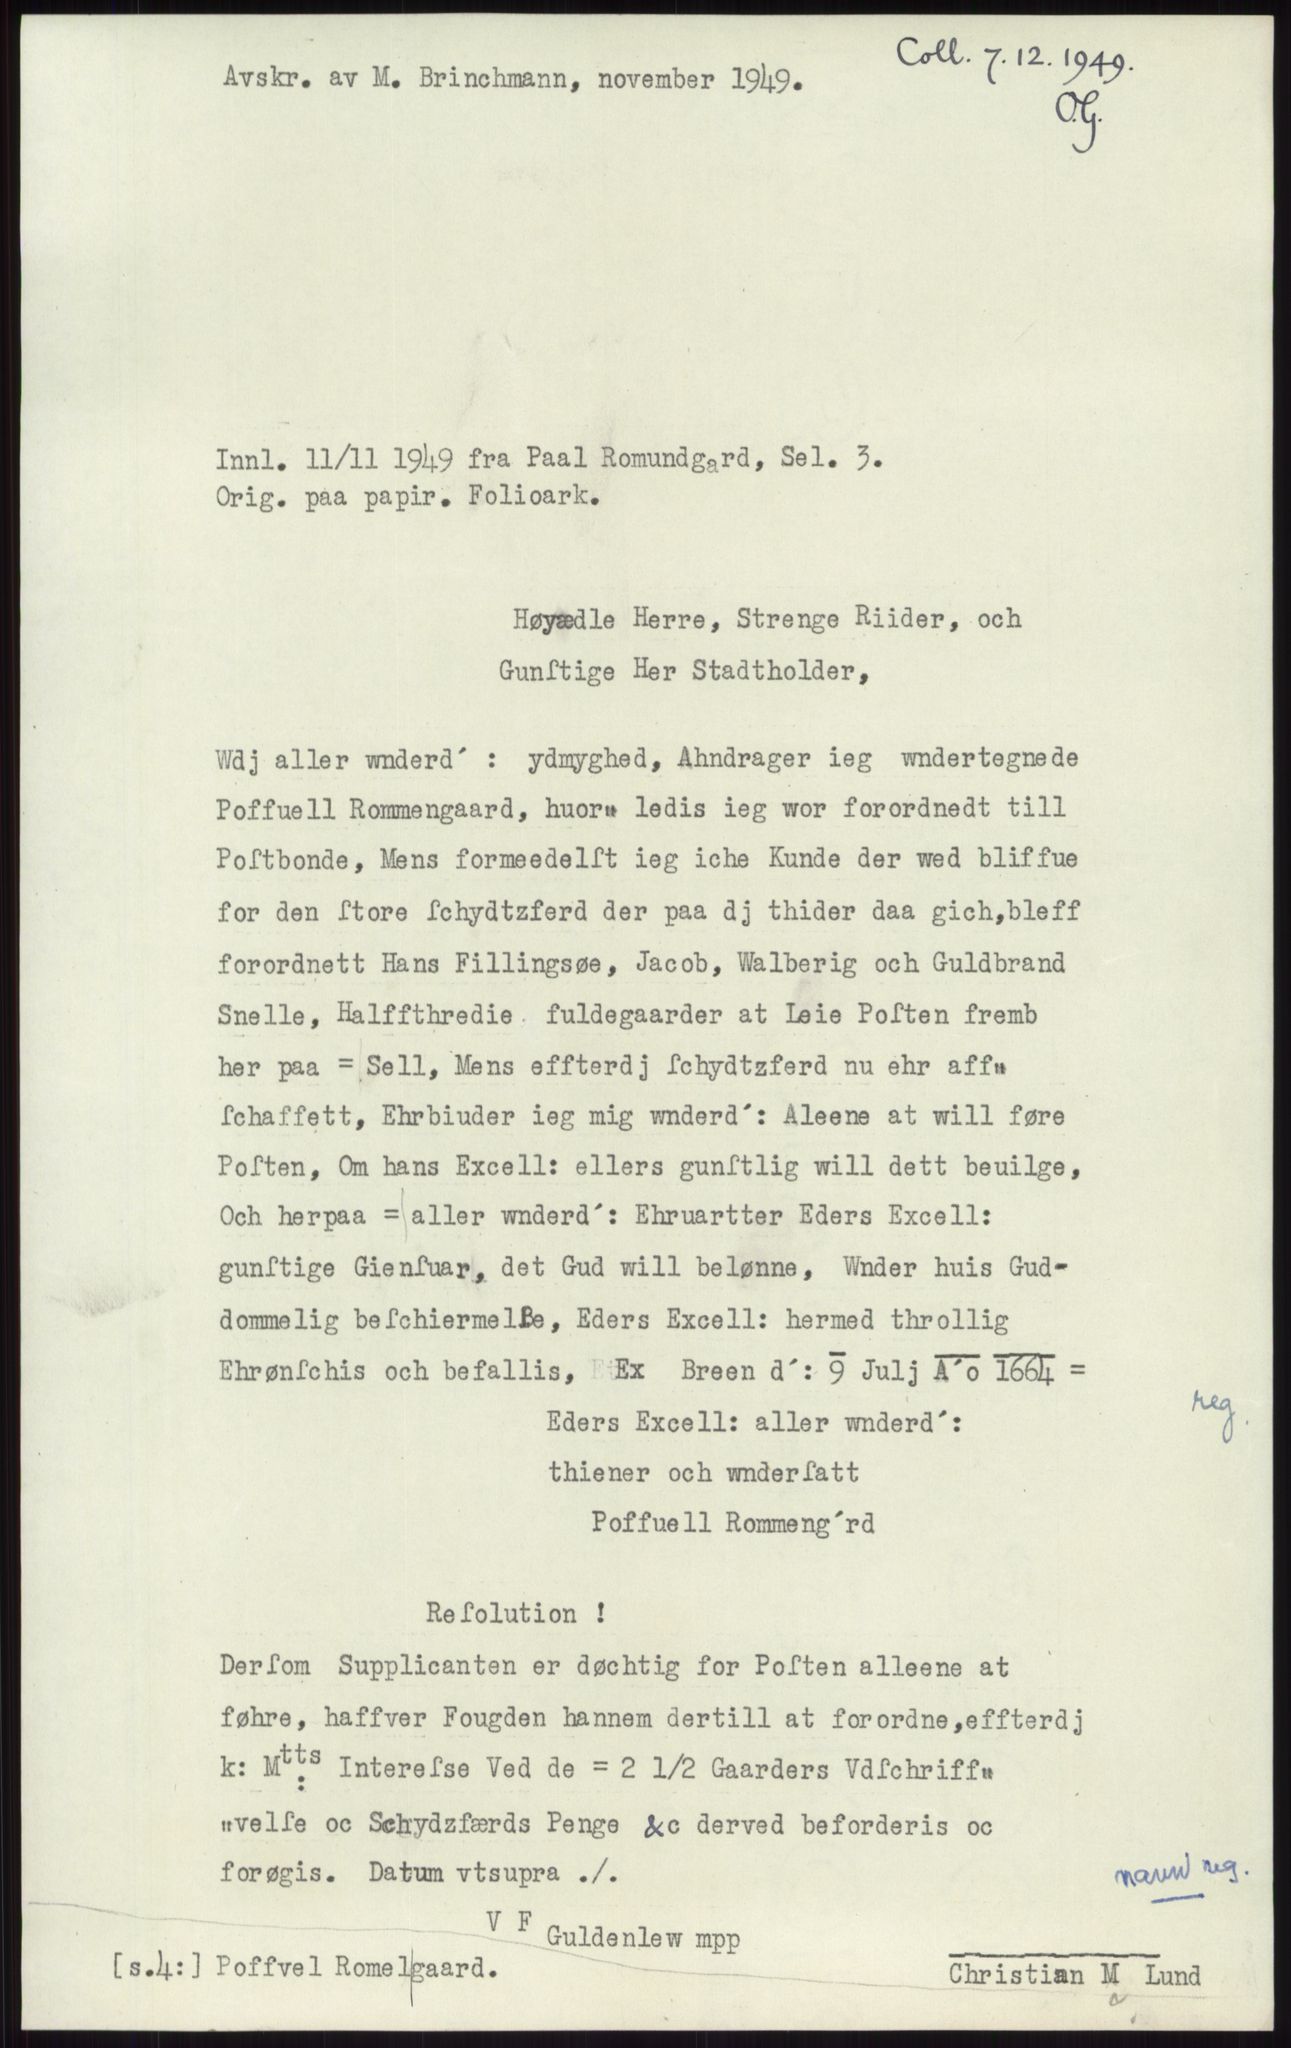 Coll. 7.12.1949.
Avskr. av M. Brinchmann, november 1949.
O.G.
Innl. 11/11 1949 fra Paal Romundgard, Sel. 3.
Orig. paa papir. Folioark.
Høyædle Herre, Strenge Riider, och
Gunſtige Her Stadtholder,
Wdj aller wnderd´ : ydmyghed, Ahndrager ieg wndertegnede
Poffuell Rommengaard, huor„ ledis ieg wor forordnedt till
Poſtbonde, Mens formeedelſt ieg iche Kunde der wed bliffue
for den ſtore ſchydtzferd der paa dj thider daa gich,bleff
forordnett Hans Fillingsøe, Jacob, Walberig och Guldbrand
Snelle, Halffthredie fuldegaarder at Leie Poſten fremb
her paa = Sell, Mens effterdj ſchydtzferd nu ehr aff„
ſchaffett, Ehrbiuder ieg mig wnderd´: Aleene at will føre
Poſten, Om hans Excell: ellers gunſtlig will dett beuilge,
Och herpaa = aller wnderd´: Ehruartter Eders Excell:
gunſtige Gienſuar, det Gud will belønne, Wnder huis Gud-
dommelig beſchiermelße, Eders Excell: hermed throllig
Ehrønſchis och befallis, Ex Breen d´: 9 Julj A´o 1664 =
reg.
Eders Excell: aller wnderd´:
thiener och wnderſatt
Poffuell Rommeng´rd
Reſolution !
Derſom Supplicanten er døchtig for Poſten alleene at
føhre, haffver Fougden hannem dertill at forordne,effterdj
k: Mtts: Intereſse Ved de = 2 1/2 Gaarders Vdſchriff„
„velſe oc Schydzfærds Penge &c derved beforderis oc
forøgis. Datum vtsupra ./.
navn reg.
V F Guldenlew mpp
[s.4:] Poffvel Romelgaard.
Christian M Lund